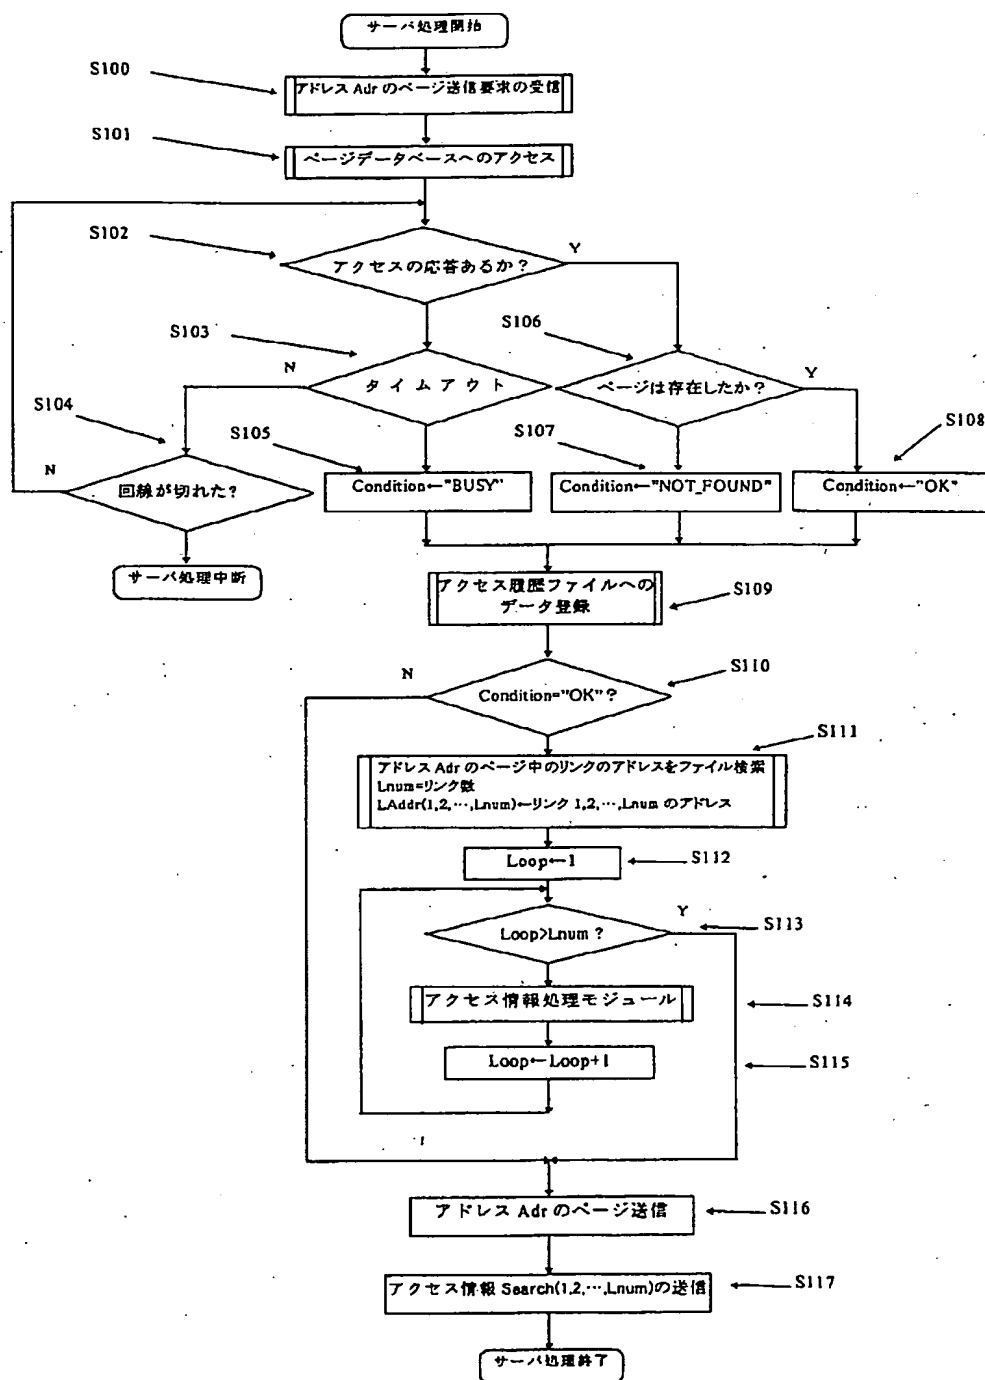 サーバ処理開始
S100
アドレス Adr のページ送信要求の受信
S101
ページデータベースへのアクセス
S102
アクセスの応答あるか?
Y
S103
N
タイムアウト
S106
ページは存在したか?
Y
S104
N
回線が切れた?
S105
Condition←"BUSY"
S107
Condition←"NOT_FOUND"
S108
Condition←"OK"
サーバ処理中断
アクセス履歴ファイルへの
データ登録
S109
N
Condition="OK"?
S110
S111
アドレス Adr のページ中のリンクのアドレスをファイル検索
Lnum=リンク数
LAddr(1,2,…,Lnum)←リンク 1,2,…,Lnum のアドレス
Loop←1
S112
Loop>Lnum?
Y
S113
アクセス情報処理モジュール
S114
Loop←Loop+1
S115
アドレス Adr のページ送信
S116
アクセス情報 Search(1,2,…,Lnum)の送信
S117
サーバ処理終了